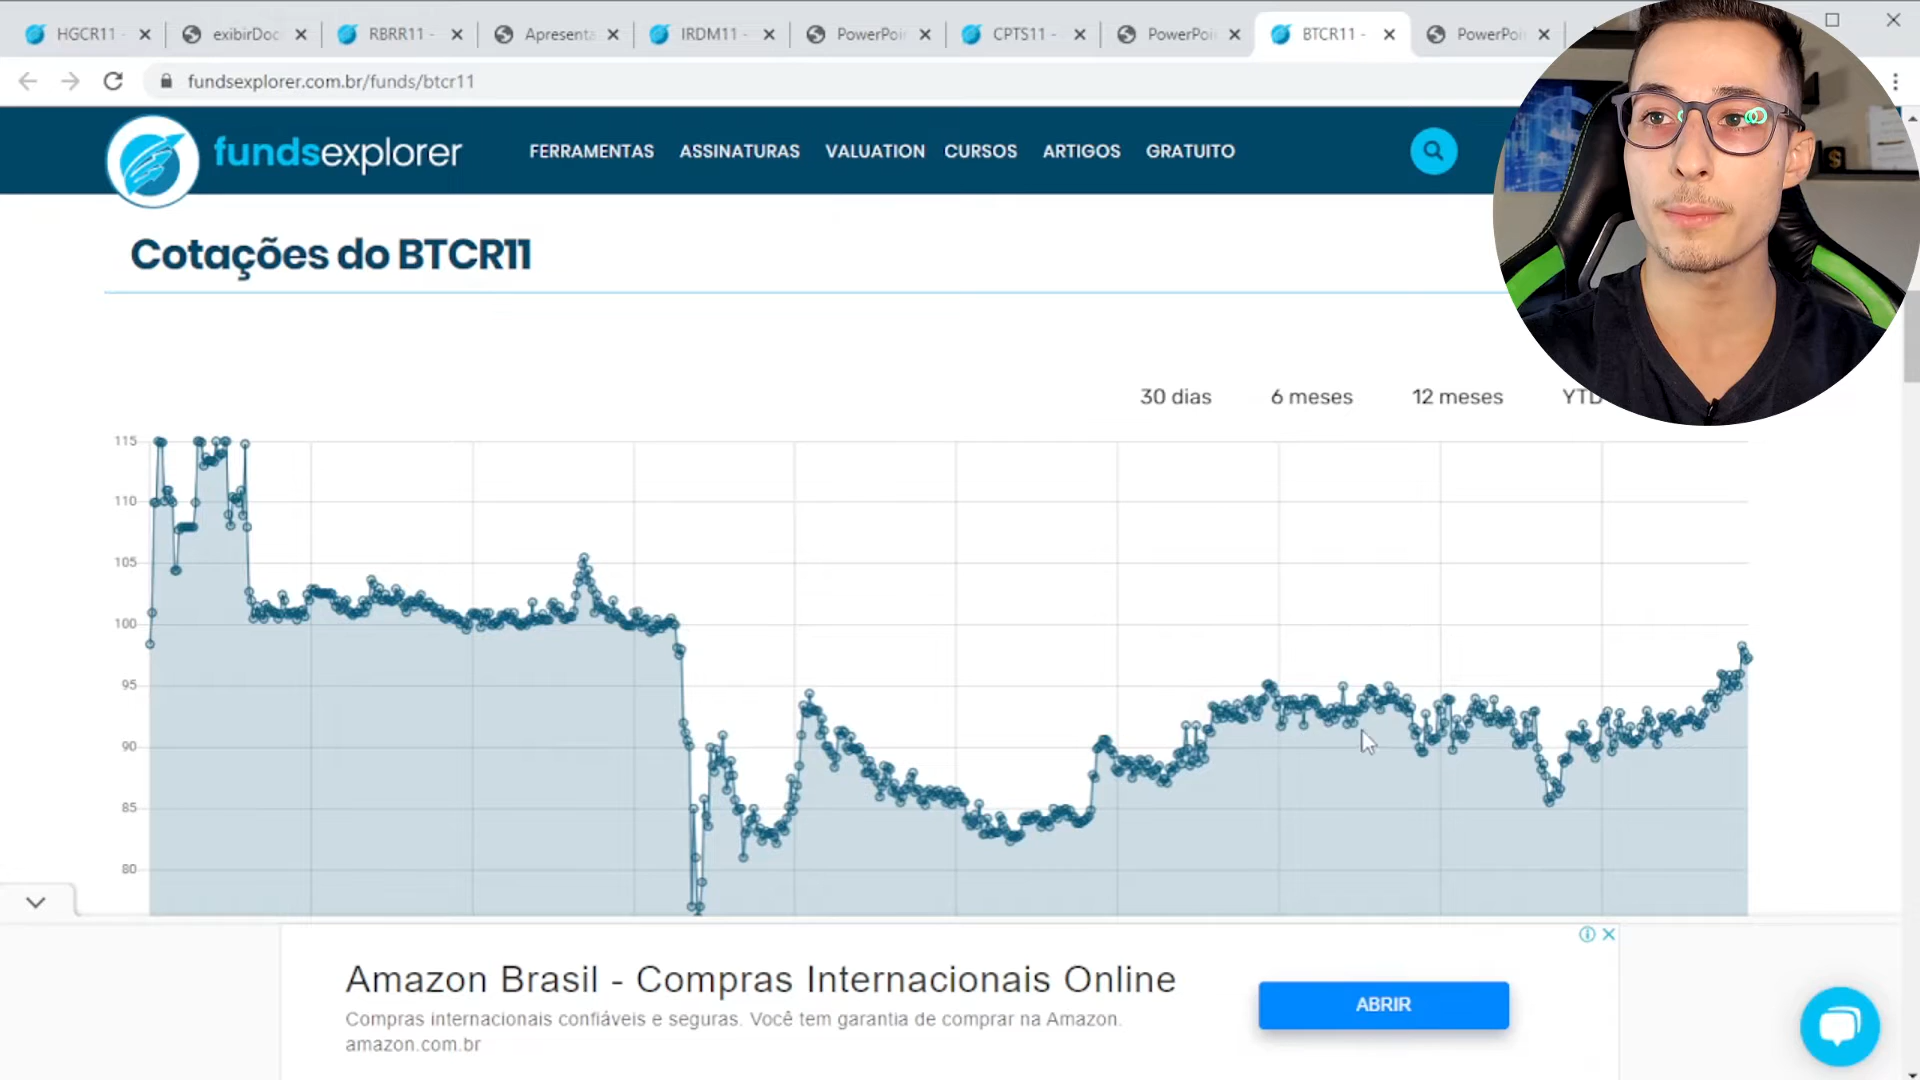 HGCR11 -
exibirDoc
RBRR11 -
Apresenta
IRDM11 -
PowerPoi
CPTS11 -
PowerPoi
BTCR11 -
PowerPoi
fundsexplorer.com.br/funds/btcr11
fundsexplorer
FERRAMENTAS ASSINATURAS VALUATION CURSOS ARTIGOS GRATUITO
Cotações do BTCR11
30 dias 6 meses 12 meses YTD
115
110
105
100
95
90
85
80
Amazon Brasil - Compras Internacionais Online
Compras internacionais confiáveis e seguras. Você tem garantia de comprar na Amazon.
amazon.com.br
ABRIR